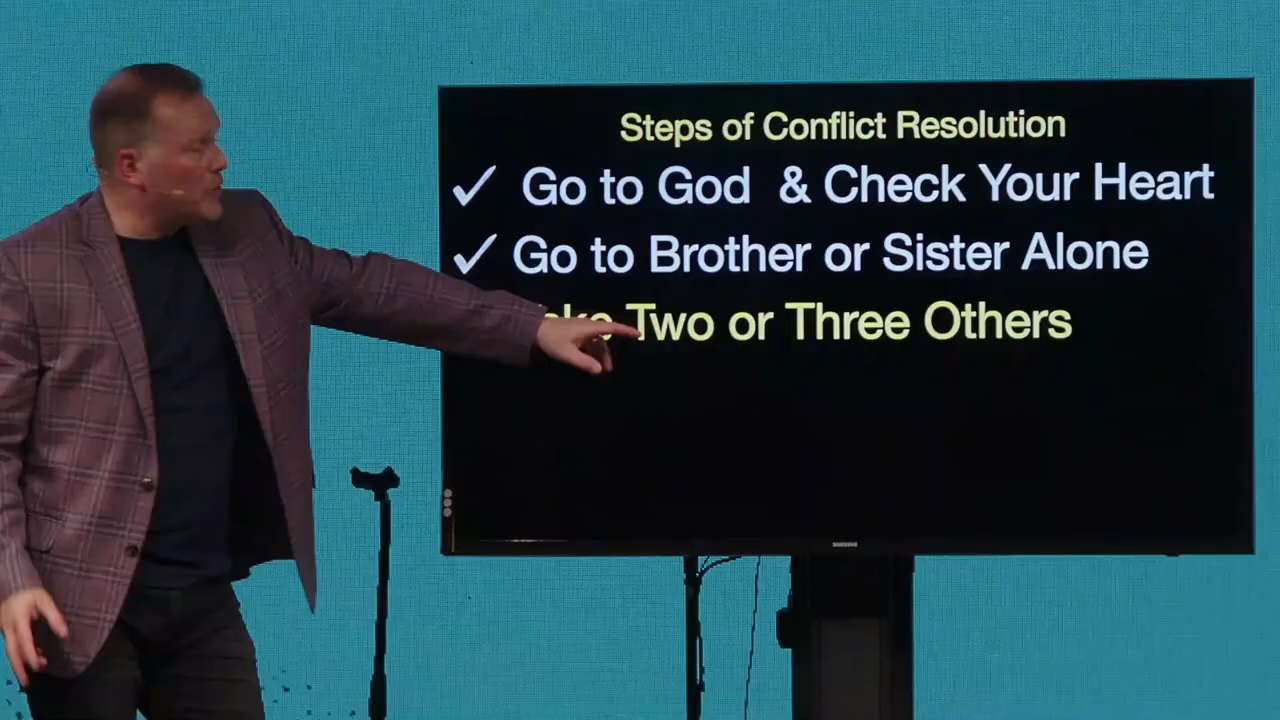 Steps of Conflict Resolution
✓ Go to God & Check Your Heart
✓ Go to Brother or Sister Alone
Two or Three Others
SAMSUNG